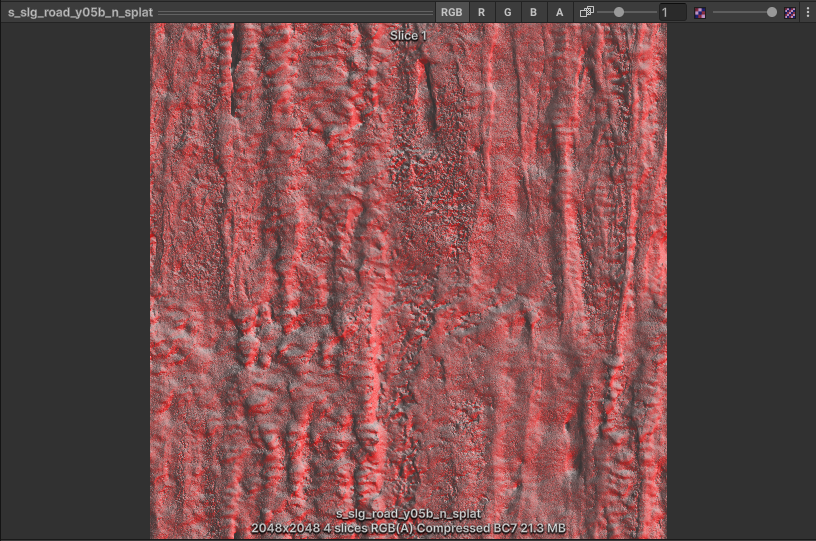 s_slg_road_y05b_n_splat RGB R G B A 1
Slice 1
s_slg_road_y05b_n_splat
2048x2048 4 slices RGB(A) Compressed BC7 21.3 MB